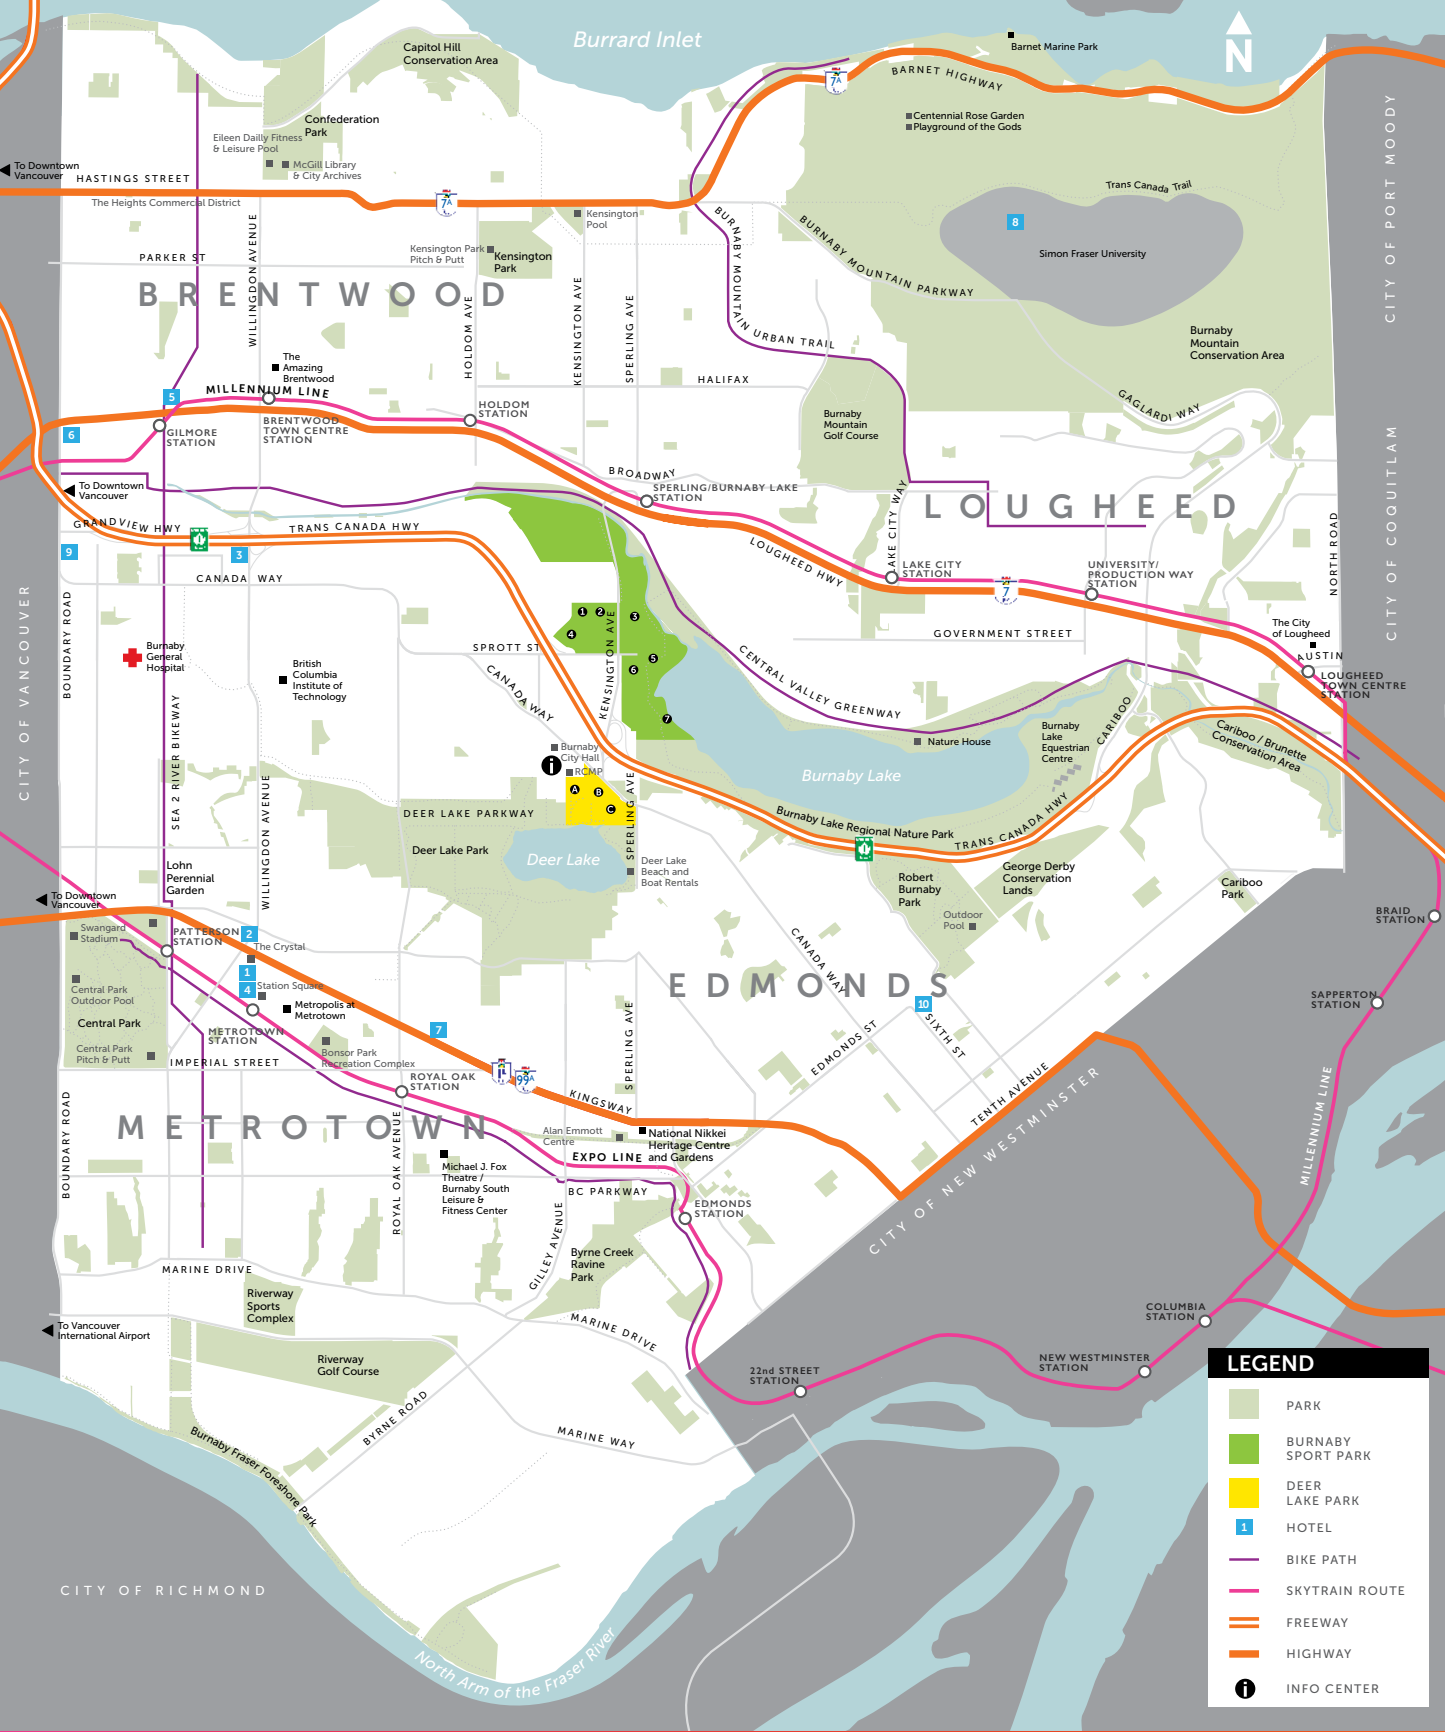 Burrard Inlet
Capitol Hill
Conservation Area
Barnet Marine Park
N
7A
BARNET HIGHWAY
Confederation
Park
Centennial Rose Garden
Playground of the Gods
Eileen Dailly Fitness
& Leisure Pool
McGill Library
& City Archives
To Downtown
Vancouver
HASTINGS STREET
The Heights Commercial District
7A
Kensington
Pool
Trans Canada Trail
8
Simon Fraser University
CITY OF PORT MOODY
WILLINGDON AVENUE
PARKER ST
Kensington Park
Pitch & Putt
Kensington
Park
BURNABY MOUNTAIN URBAN TRAIL
BURNABY MOUNTAIN PARKWAY
BRENTWOOD
HOLDOM AVE
KENSINGTON AVE
SPERLING AVE
Burnaby
Mountain
Conservation Area
The
Amazing
Brentwood
HALIFAX
MILLENNIUM LINE
5
6
GILMORE
STATION
BRENTWOOD
TOWN CENTRE
STATION
HOLDOM
STATION
Burnaby
Mountain
Golf Course
GAGLARDI WAY
CITY OF COQUITLAM
BROADWAY
SPERLING/BURNABY LAKE
STATION
To Downtown
Vancouver
LOUGHEED
GRANDVIEW HWY
TRANS CANADA HWY
9
3
LOUGHEED HWY
LAKE CITY WAY
LAKE CITY
STATION
7
UNIVERSITY/
PRODUCTION WAY
STATION
NORTH ROAD
CANADA WAY
CITY OF VANCOUVER
BOUNDARY ROAD
1
2
3
4
5
6
7
KENSINGTON AVE
GOVERNMENT STREET
The City
of Lougheed
AUSTIN
LOUGHEED
TOWN CENTRE
STATION
Burnaby
General
Hospital
British
Columbia
Institute of
Technology
SPROTT ST
CANADA WAY
CENTRAL VALLEY GREENWAY
SEA 2 RIVER BIKEWAY
Burnaby
City Hall
RCMP
A
B
C
Nature House
Burnaby
Lake
Equestrian
Centre
CARIBOO
Cariboo / Brunette
Conservation Area
Burnaby Lake
WILLINGDON AVENUE
DEER LAKE PARKWAY
SPERLING AVE
Burnaby Lake Regional Nature Park
TRANS CANADA HWY
Deer Lake Park
Deer Lake
Deer Lake
Beach and
Boat Rentals
Lohn
Perennial
Garden
Robert
Burnaby
Park
George Derby
Conservation
Lands
Cariboo
Park
To Downtown
Vancouver
Outdoor
Pool
BRAID
STATION
Swangard
Stadium
PATTERSON
STATION
2
The Crystal
1
4
Station Square
CANADA WAY
EDMONDS
10
SIXTH ST
Central Park
Outdoor Pool
Metropolis at
Metrotown
SAPPERTON
STATION
Central Park
METROTOWN
STATION
7
SPERLING AVE
EDMONDS ST
Central Park
Pitch & Putt
IMPERIAL STREET
Bonsor Park
Recreation Complex
ROYAL OAK
STATION
99A
KINGSWAY
TENTH AVENUE
CITY OF NEW WESTMINSTER
MILLENNIUM LINE
BOUNDARY ROAD
METROTOWN
ROYAL OAK AVENUE
Alan Emmott
Centre
National Nikkei
Heritage Centre
and Gardens
EXPO LINE
Michael J. Fox
Theatre /
Burnaby South
Leisure &
Fitness Center
BC PARKWAY
EDMONDS
STATION
GILLEY AVENUE
Byrne Creek
Ravine
Park
MARINE DRIVE
Riverway
Sports
Complex
To Vancouver
International Airport
MARINE DRIVE
COLUMBIA
STATION
Riverway
Golf Course
22nd STREET
STATION
NEW WESTMINSTER
STATION
BYRNE ROAD
MARINE WAY
Burnaby Fraser Foreshore Park
CITY OF RICHMOND
North Arm of the Fraser River
LEGEND
PARK
BURNABY
SPORT PARK
DEER
LAKE PARK
1
HOTEL
BIKE PATH
SKYTRAIN ROUTE
FREEWAY
HIGHWAY
i
INFO CENTER